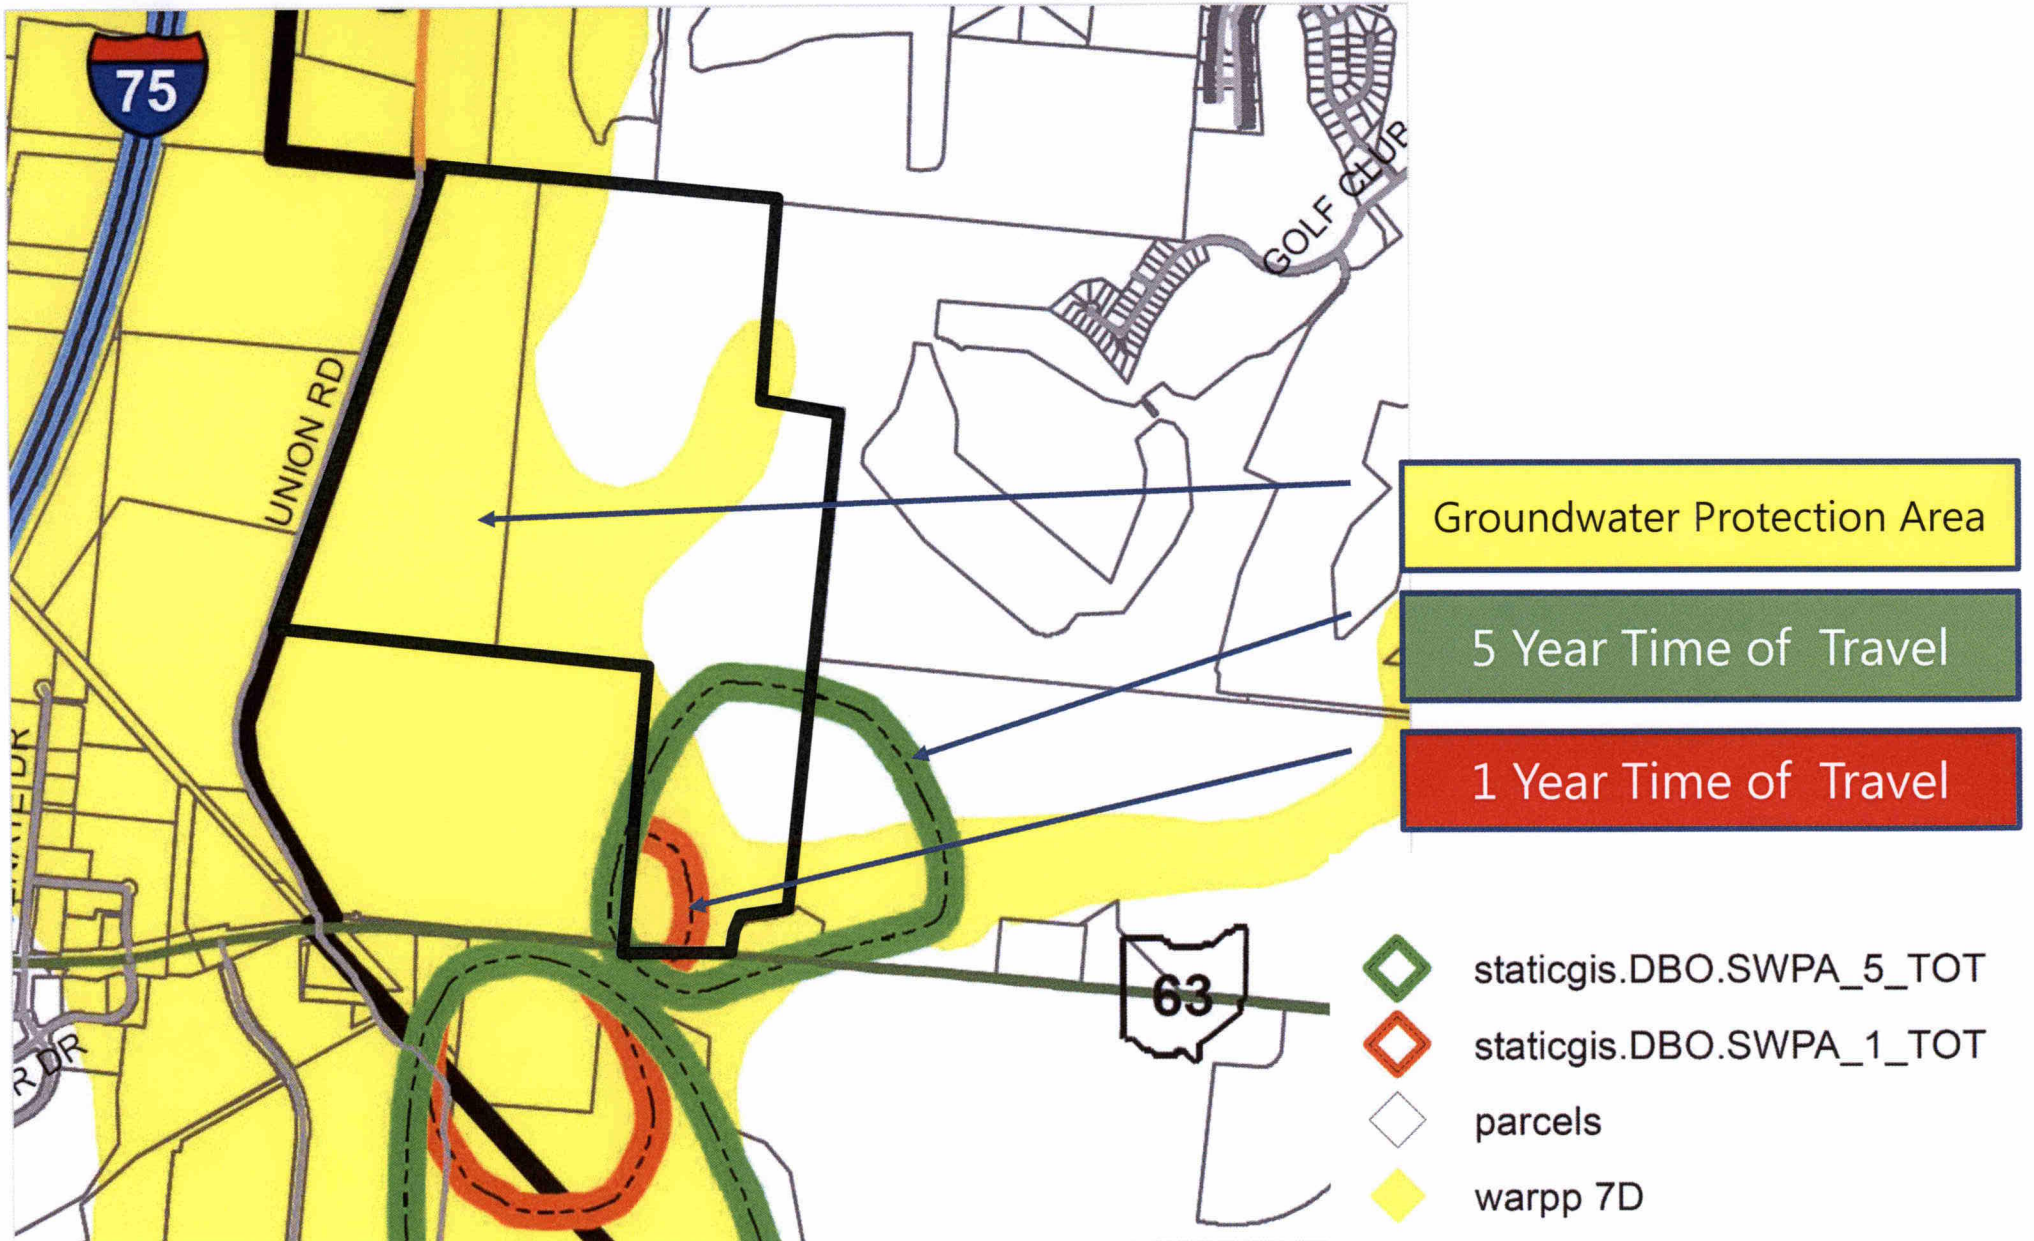 75
GOLF CLUB
UNION RD
Groundwater Protection Area
5 Year Time of Travel
1 Year Time of Travel
63
R DR
staticgis.DBO.SWPA_5_TOT
staticgis.DBO.SWPA_1_TOT
parcels
warpp 7D